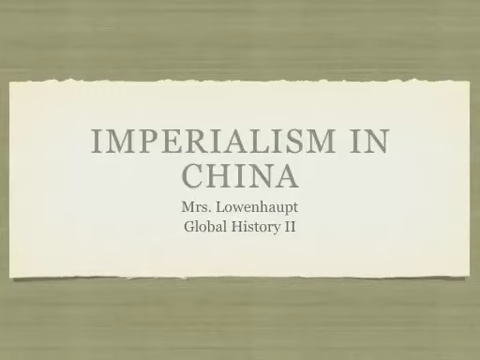 IMPERIALISM IN
CHINA
Mrs. Lowenhaupt
Global History II